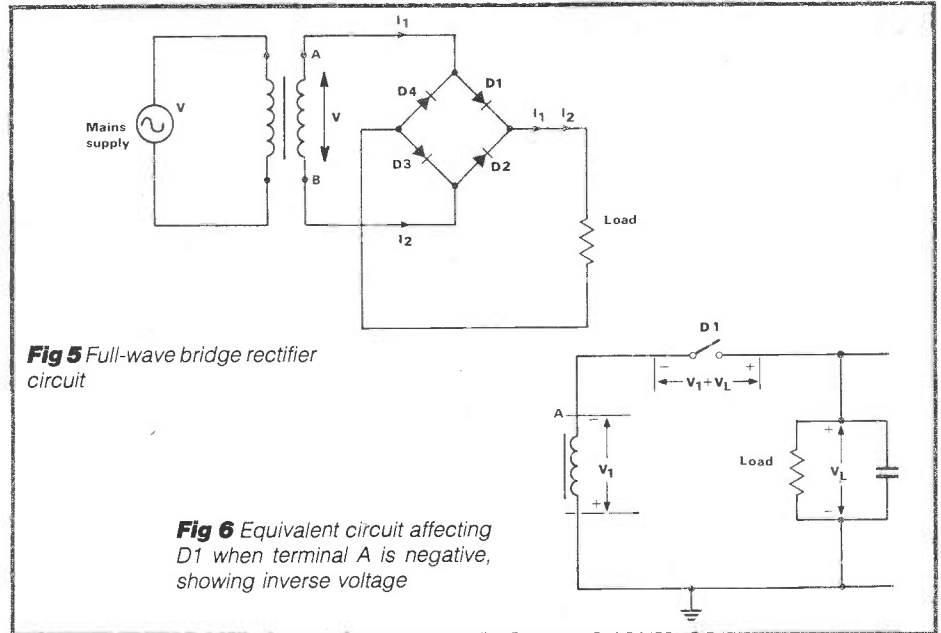 I1
A
D4
D1
V
V
I1 I2
Mains
supply
D3
D2
B
I2
Load
Fig 5 Full-wave bridge rectifier
circuit
D1
− +
V1+VL
A
−
V1
+
Load
+
VL
−
Fig 6 Equivalent circuit affecting
D1 when terminal A is negative,
showing inverse voltage